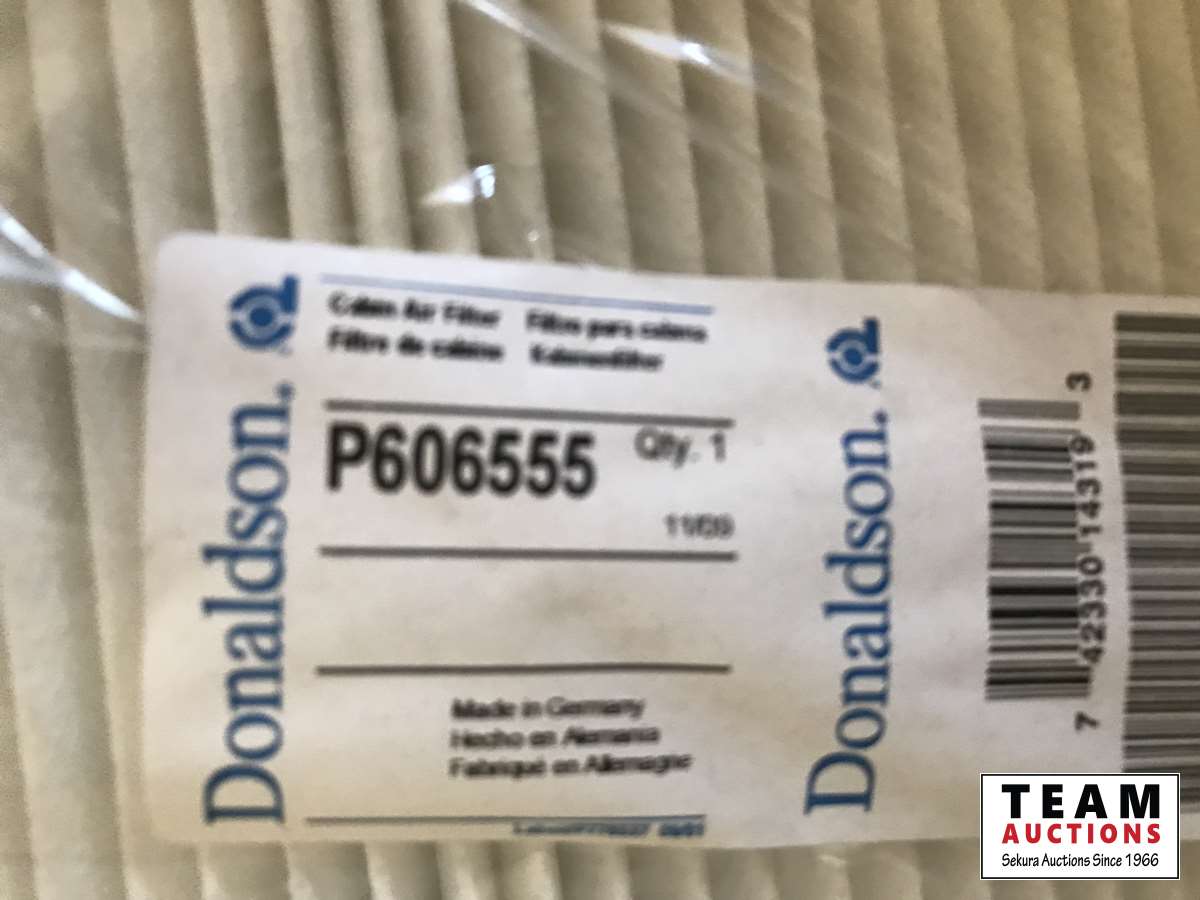 Donaldson.
Cabin Air Filter Filtro para cabina
Filtre de cabine Kabinenfilter
P606555 Qty. 1
11/09
Made in Germany
Hecho en Alemania
Fabriqué en Allemagne
Donaldson.
7 42330 14319 3
TEAM
AUCTIONS
Sekura Auctions Since 1966